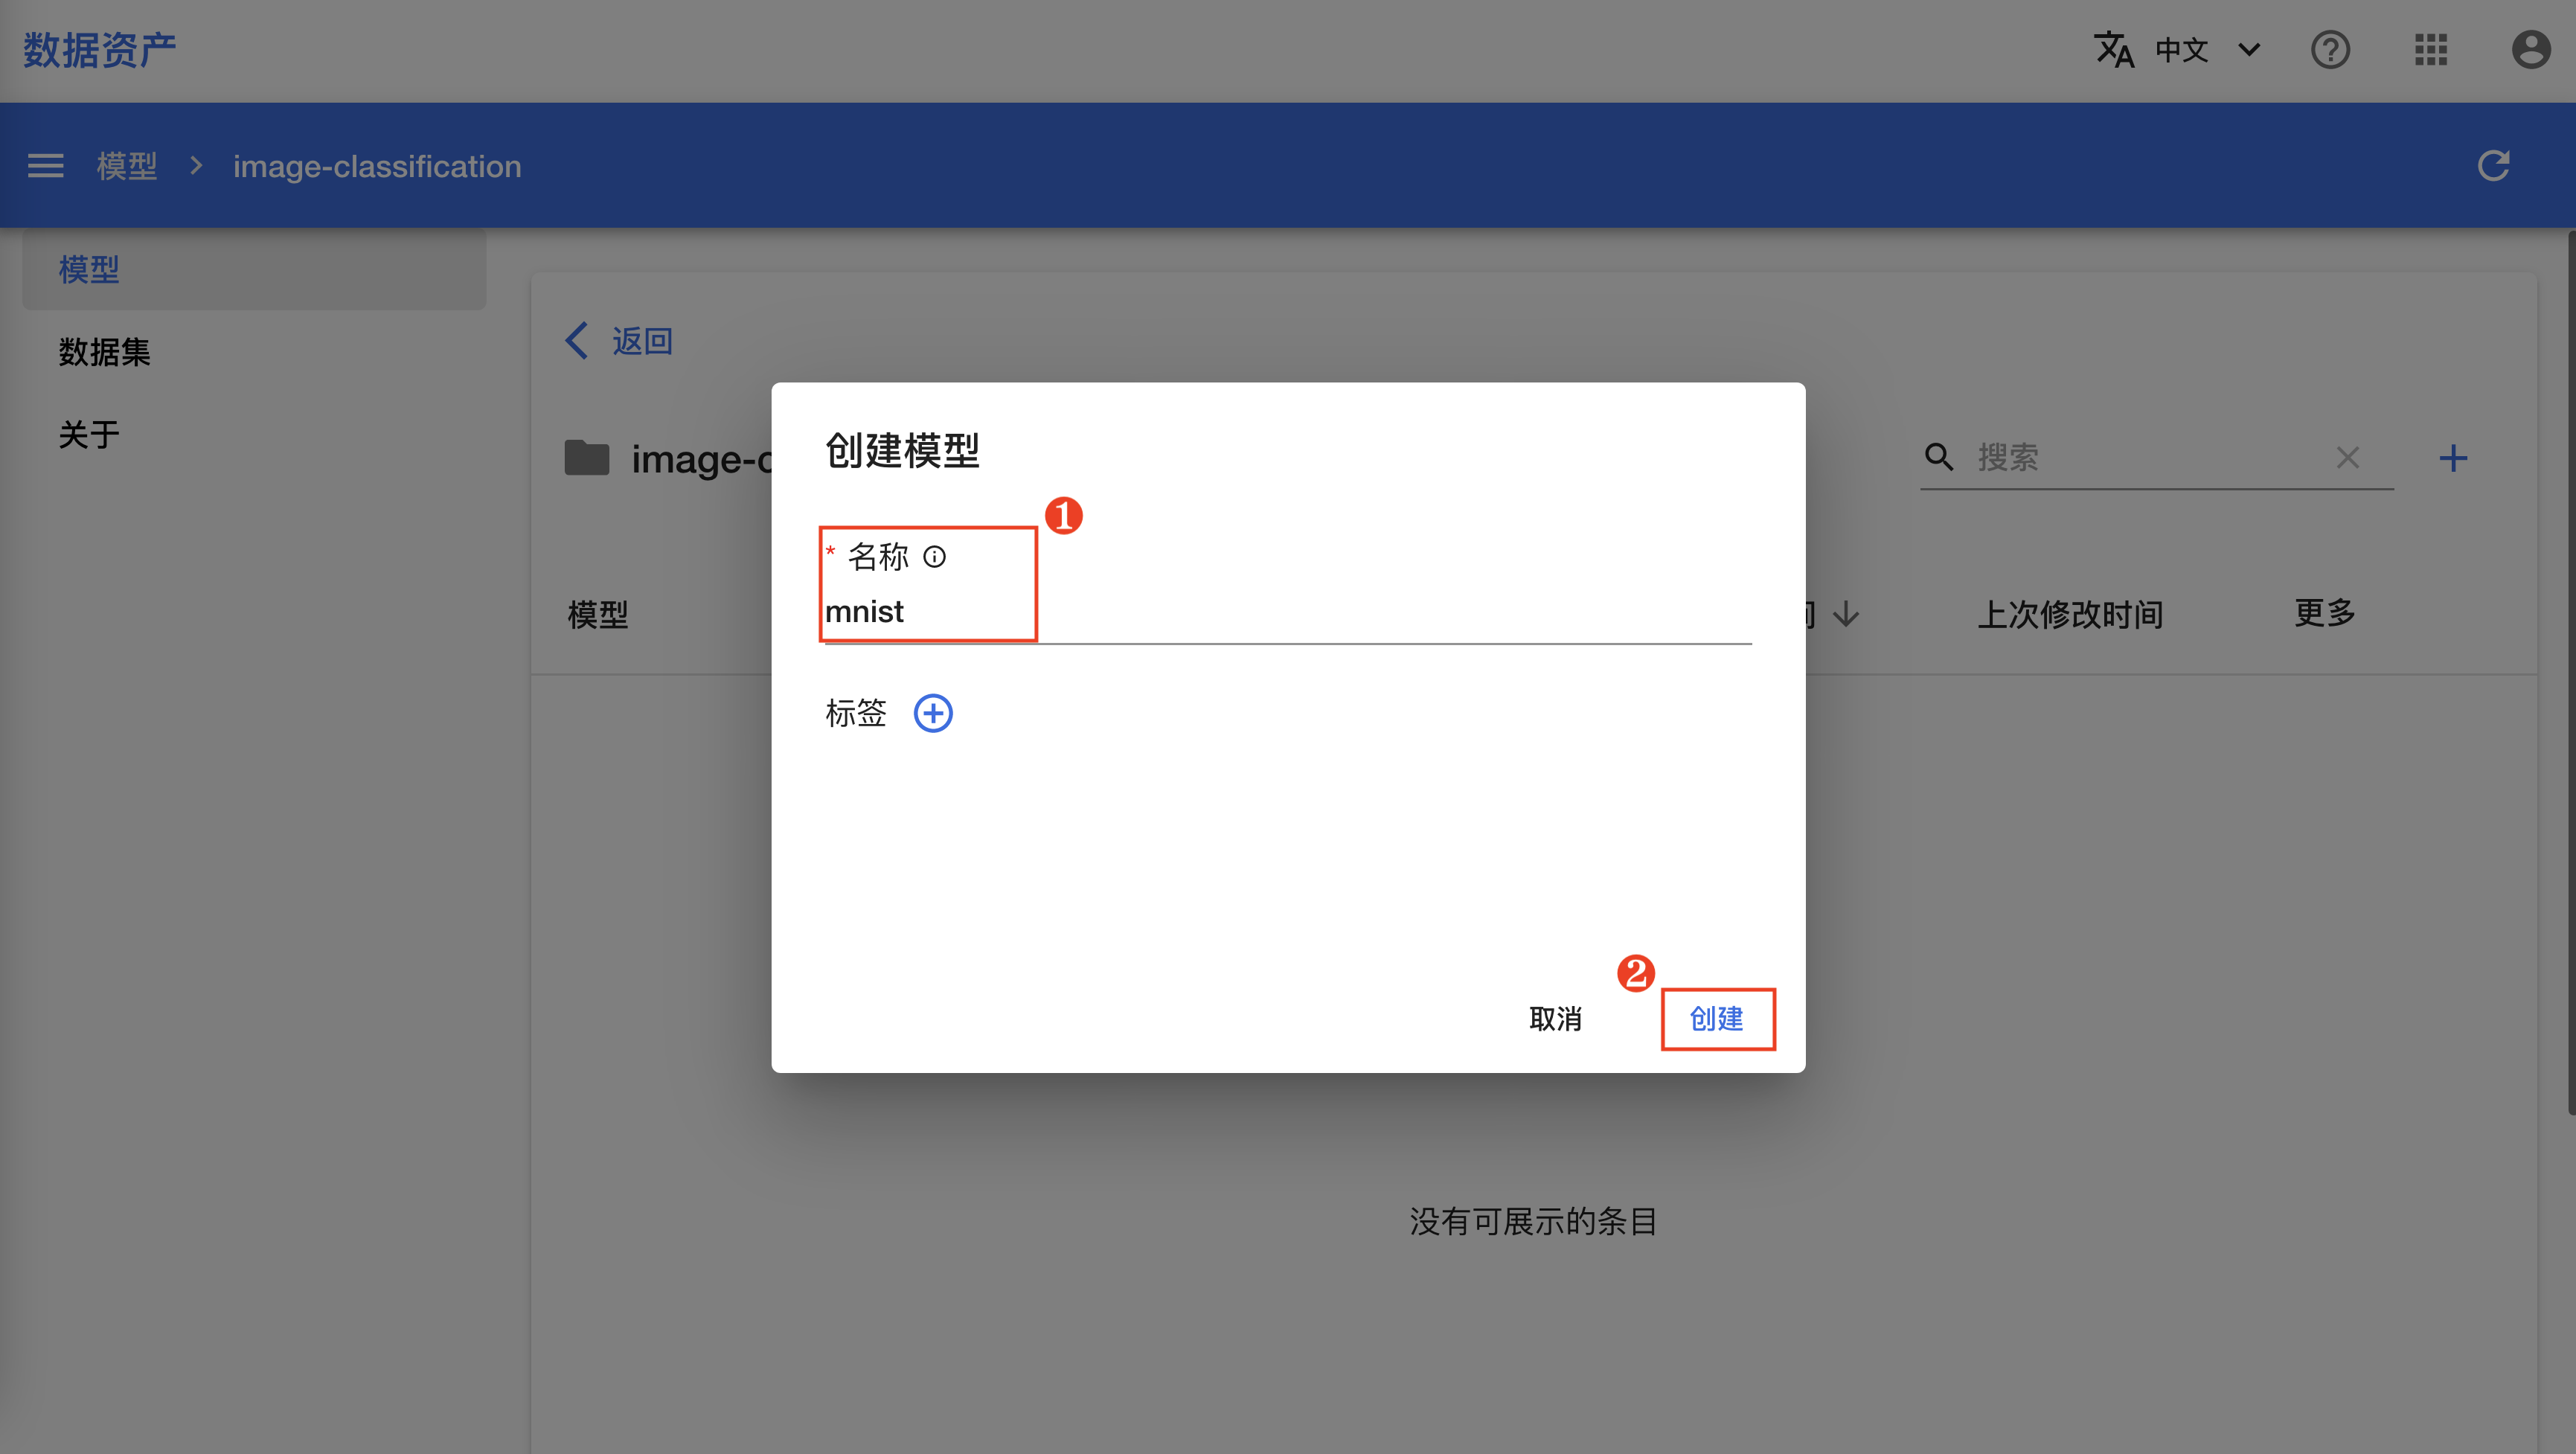 数据资产
中文
模型 > image-classification
模型
数据集
关于
返回
image-c
搜索
创建模型
1
* 名称
mnist
模型
上次修改时间
更多
标签
2
取消
创建
没有可展示的条目